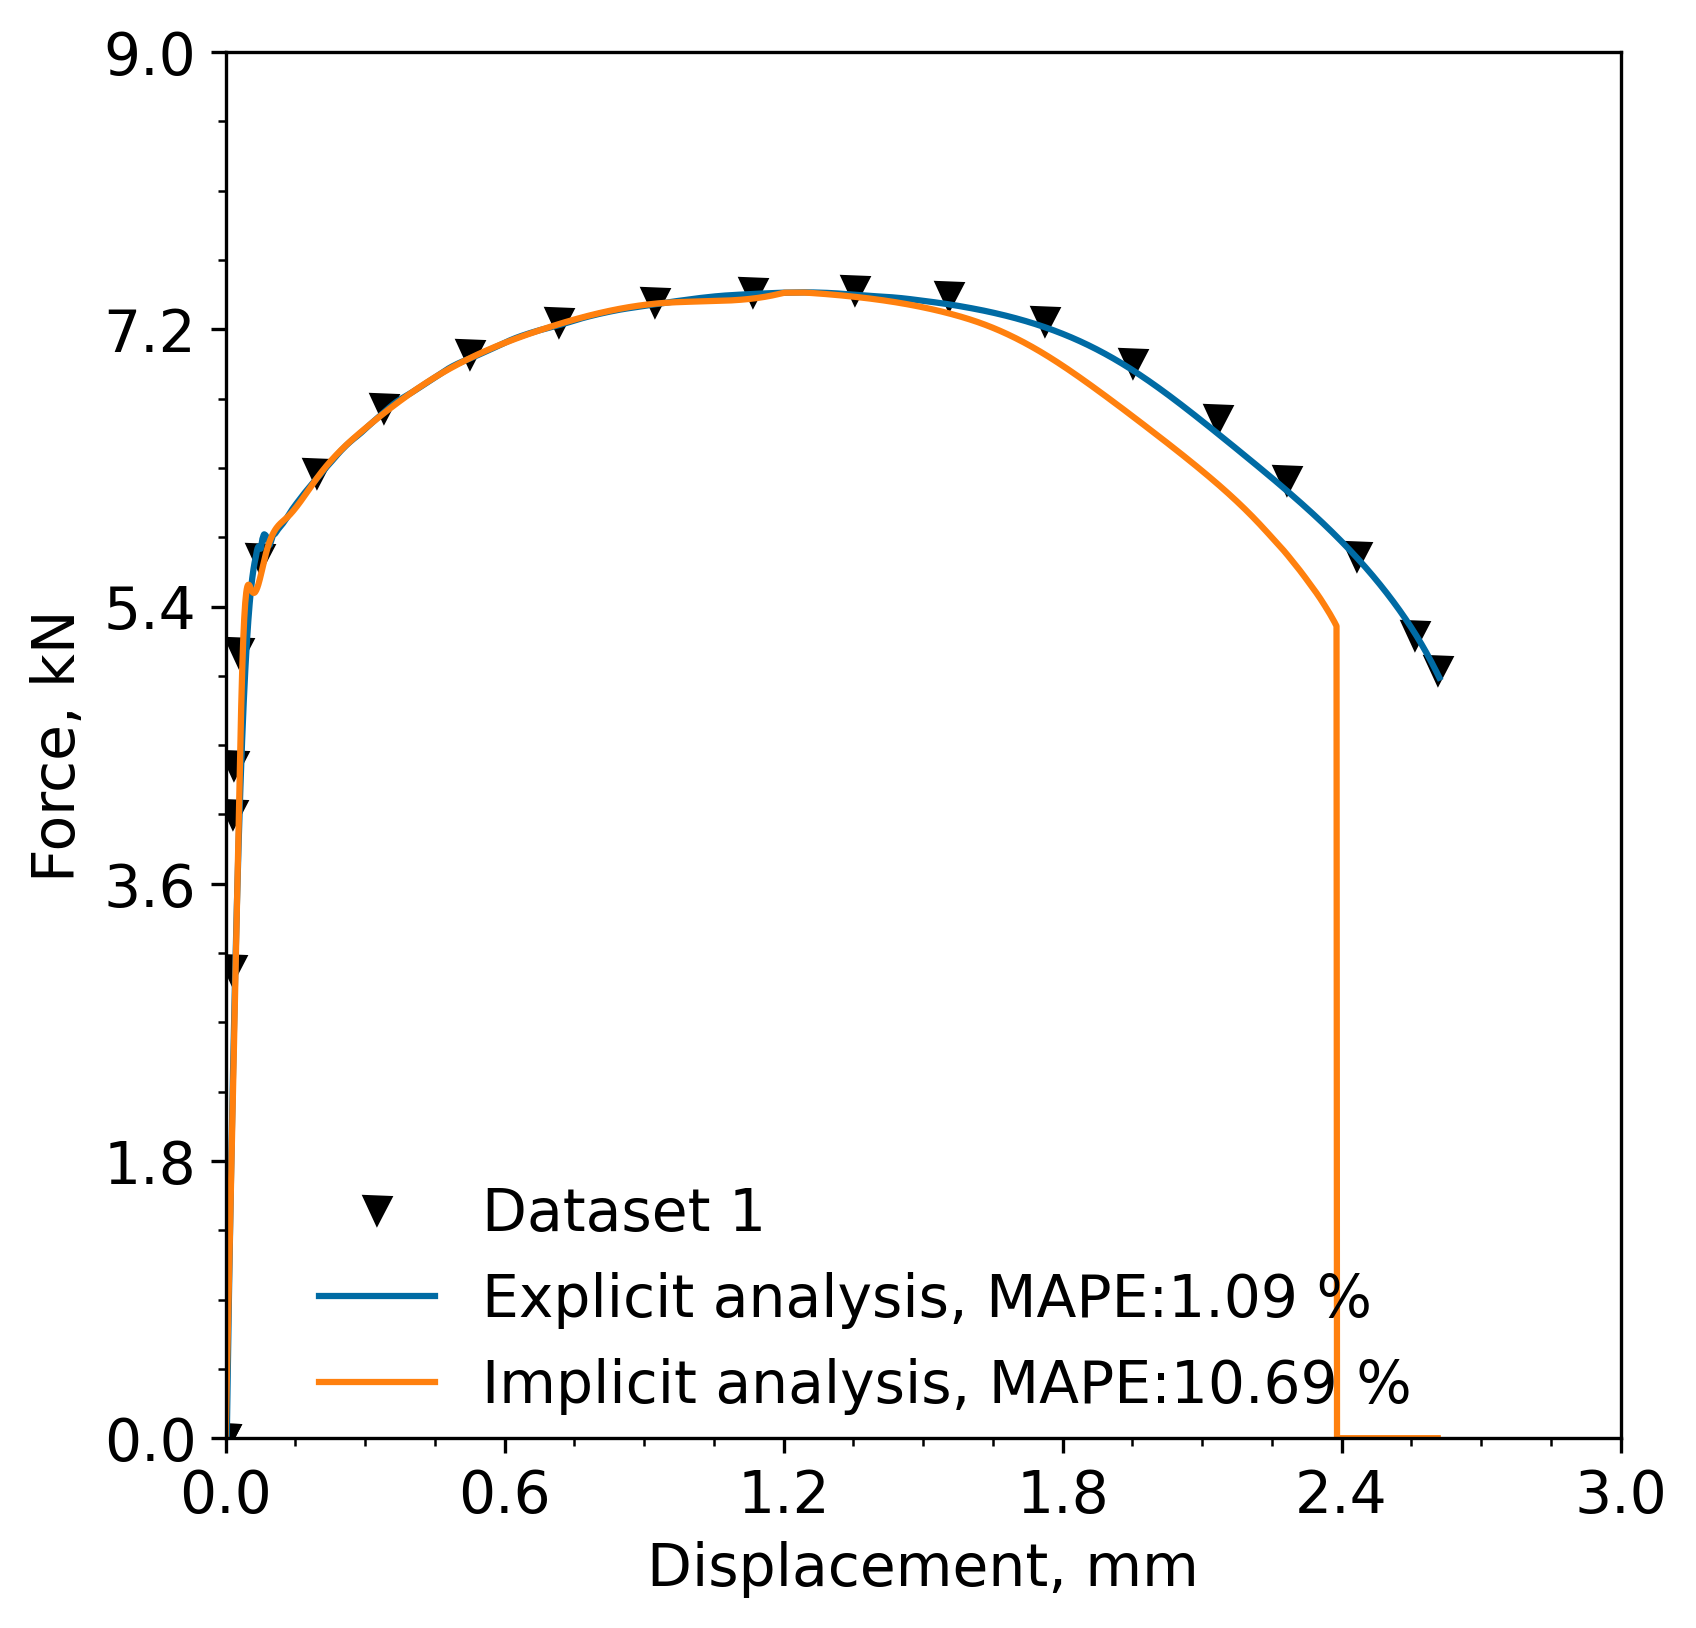 9.0
7.2
5.4
3.6
1.8
0.0
Force, kN
Dataset 1
Explicit analysis, MAPE:1.09 %
Implicit analysis, MAPE:10.69 %
0.0 0.6 1.2 1.8 2.4 3.0
Displacement, mm